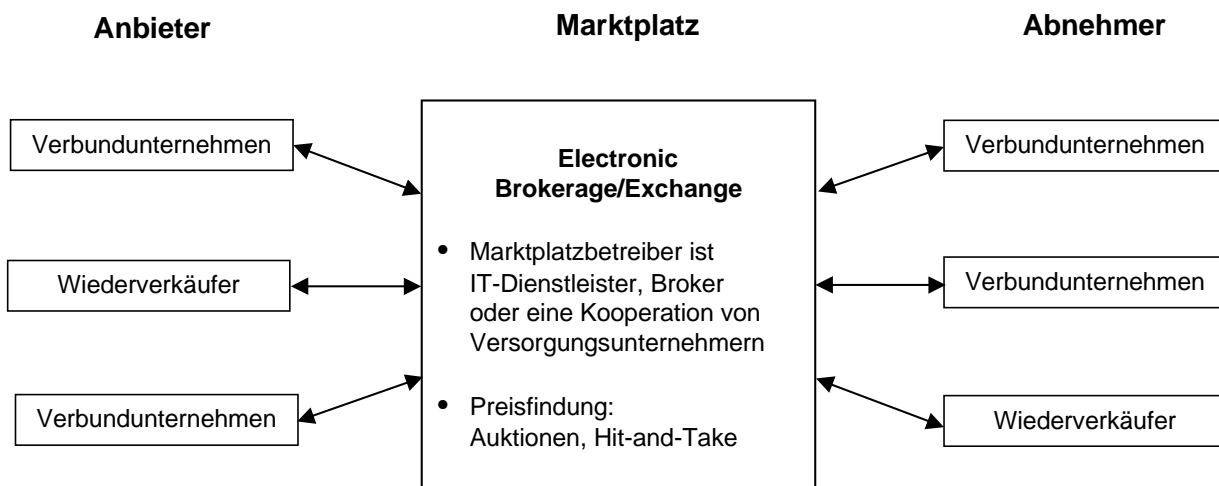 Anbieter
Marktplatz
Abnehmer
Verbundunternehmen
Wiederverkäufer
Verbundunternehmen
Electronic
Brokerage/Exchange
• Marktplatzbetreiber ist
IT-Dienstleister, Broker
oder eine Kooperation von
Versorgungsunternehmern
• Preisfindung:
Auktionen, Hit-and-Take
Verbundunternehmen
Verbundunternehmen
Wiederverkäufer